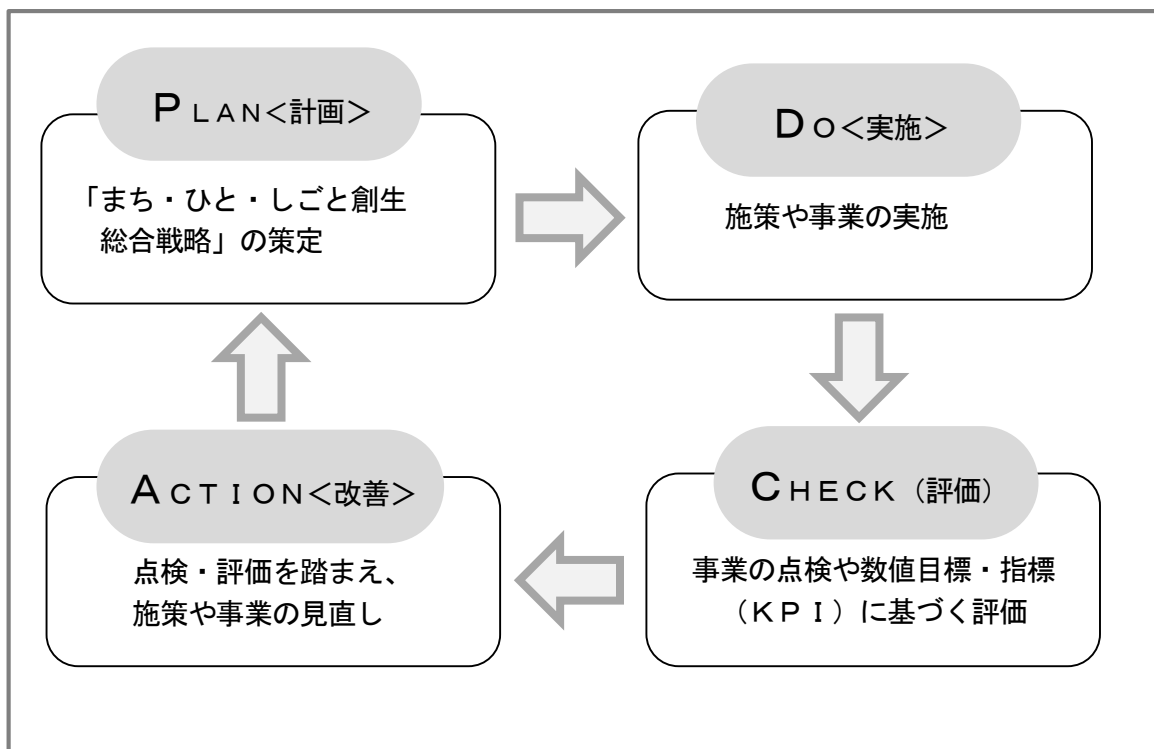 PLAN<計画>
「まち・ひと・しごと創生
総合戦略」の策定
DO<実施>
施策や事業の実施
ACTION<改善>
点検・評価を踏まえ、
施策や事業の見直し
CHECK(評価)
事業の点検や数値目標・指標
(KPI)に基づく評価